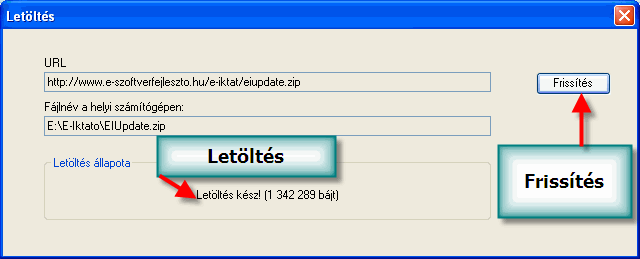 Letöltés
URL
http://www.e-szoftverfejleszto.hu/e-iktat/eiupdate.zip
Frissítés
Fájlnév a helyi számítógépen:
E:\E-Iktato\EIUpdate.zip
Letöltés állapota
Letöltés
Letöltés kész! (1 342 289 bájt)
Frissítés